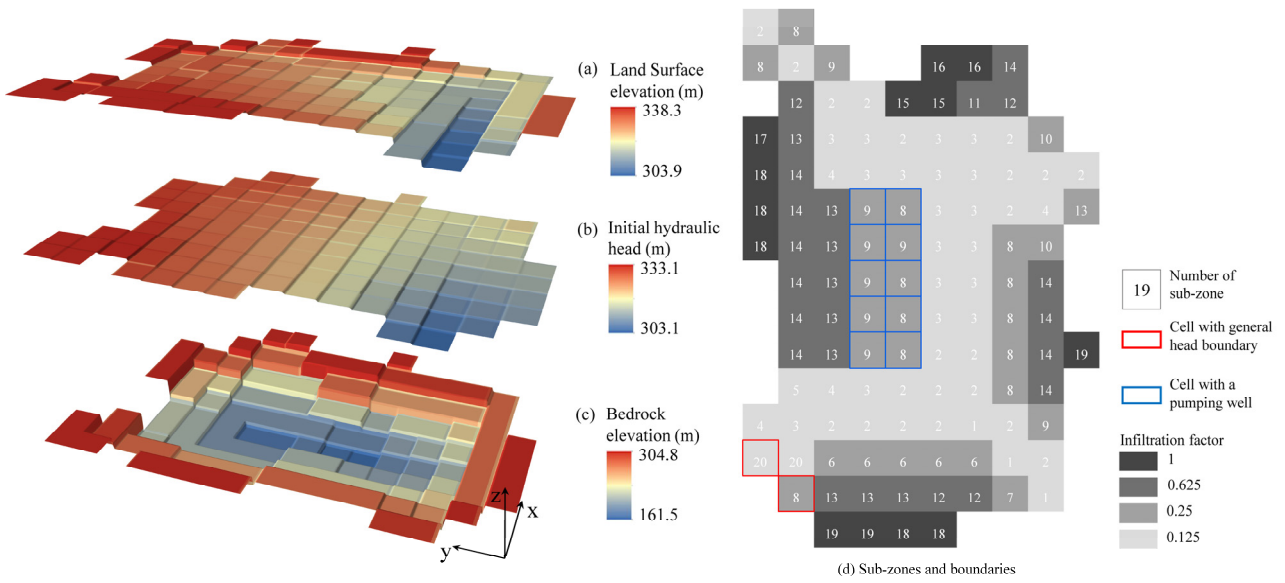 (a) Land Surface
elevation (m)
338.3
303.9
(b) Initial hydraulic
head (m)
333.1
303.1
(c) Bedrock
elevation (m)
304.8
161.5
z
x
y
2 8
8 2 9 16 16 14
12 2 2 15 15 11 12
17 13 3 3 2 3 3 2 10
18 14 4 3 3 3 3 2 2 2
18 14 13 9 8 3 3 2 4 13
18 14 13 9 9 3 3 8 10
14 13 9 8 3 3 8 14
14 13 9 8 3 3 8 14
14 13 9 8 2 2 8 14 19
5 4 3 2 2 2 8 14
4 3 2 2 2 2 1 2 9
20 20 6 6 6 6 6 1 2
8 13 13 13 12 12 7 1
19 19 18 18
19 Number of
sub-zone
Cell with general
head boundary
Cell with a
pumping well
Infiltration factor
1
0.625
0.25
0.125
(d) Sub-zones and boundaries